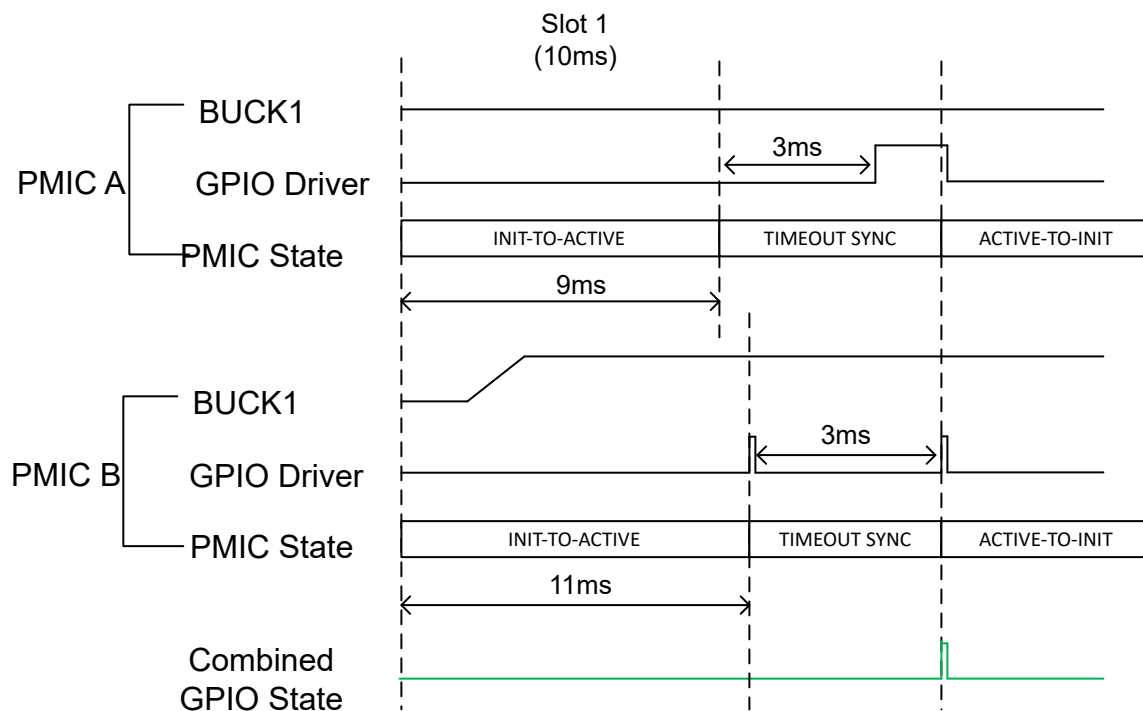 Slot 1
(10ms)
BUCK1
3ms
PMIC A
GPIO Driver
INIT-TO-ACTIVE
TIMEOUT SYNC
ACTIVE-TO-INIT
PMIC State
9ms
BUCK1
3ms
PMIC B
GPIO Driver
INIT-TO-ACTIVE
TIMEOUT SYNC
ACTIVE-TO-INIT
PMIC State
11ms
Combined
GPIO State